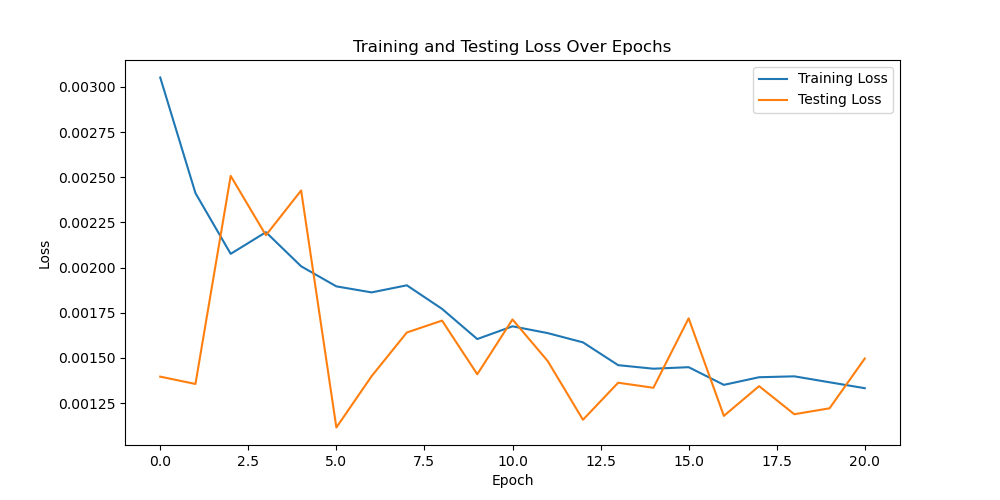 Training and Testing Loss Over Epochs
Training Loss
Testing Loss
Loss
0.00300
0.00275
0.00250
0.00225
0.00200
0.00175
0.00150
0.00125
0.0 2.5 5.0 7.5 10.0 12.5 15.0 17.5 20.0
Epoch